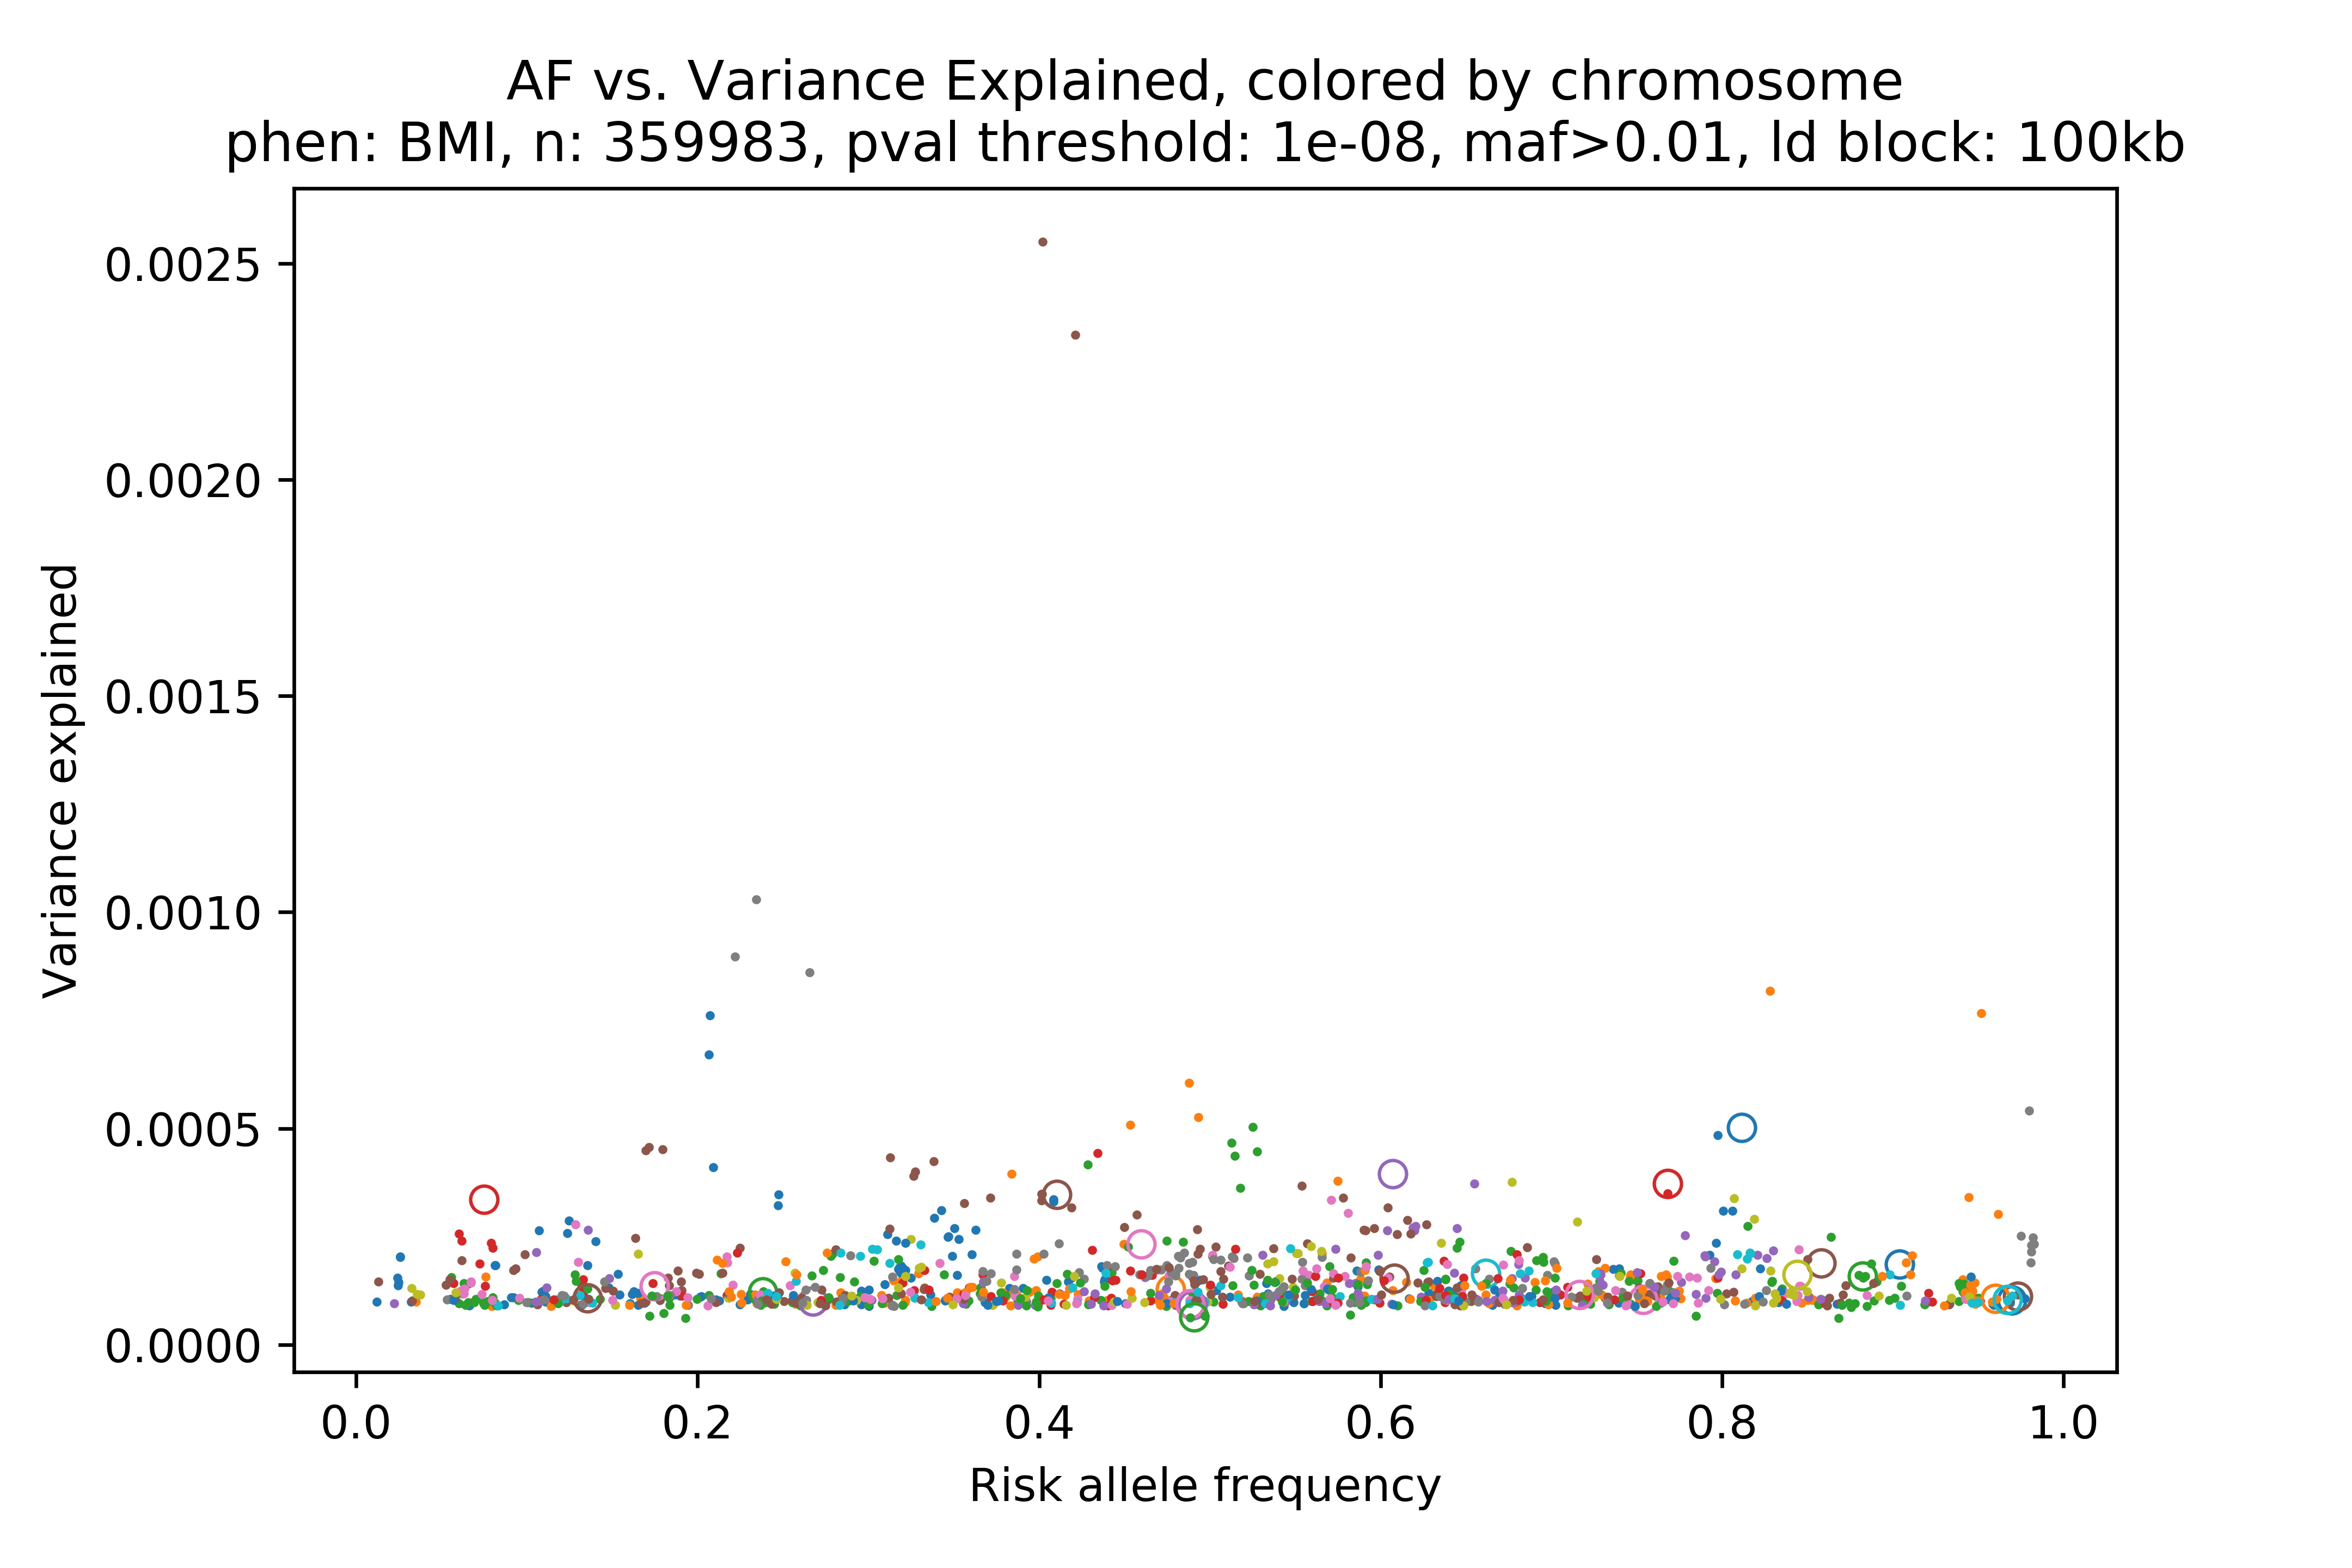 AF vs. Variance Explained, colored by chromosome
phen: BMI, n: 359983, pval threshold: 1e-08, maf>0.01, ld block: 100kb
Variance explained
0.0025
0.0020
0.0015
0.0010
0.0005
0.0000
0.0 0.2 0.4 0.6 0.8 1.0
Risk allele frequency